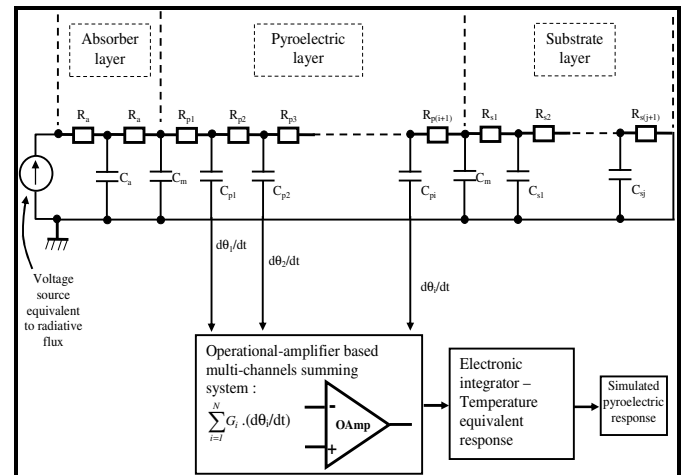 Absorber
layer
Pyroelectric
layer
Substrate
layer
Ra Ra Rp1 Rp2 Rp3 Rp(i+1) Rs1 Rs2 Rs(j+1)
Ca Cm Cp1 Cp2 Cpi Cm Cs1 Csj
Voltage
source
equivalent
to radiative
flux
dθ1/dt
dθ2/dt
dθi/dt
Operational-amplifier based
multi-channels summing
system :
N
∑ Gi .(dθi/dt)
i=1
-
+
OAmp
Electronic
integrator –
Temperature
equivalent
response
Simulated
pyroelectric
response